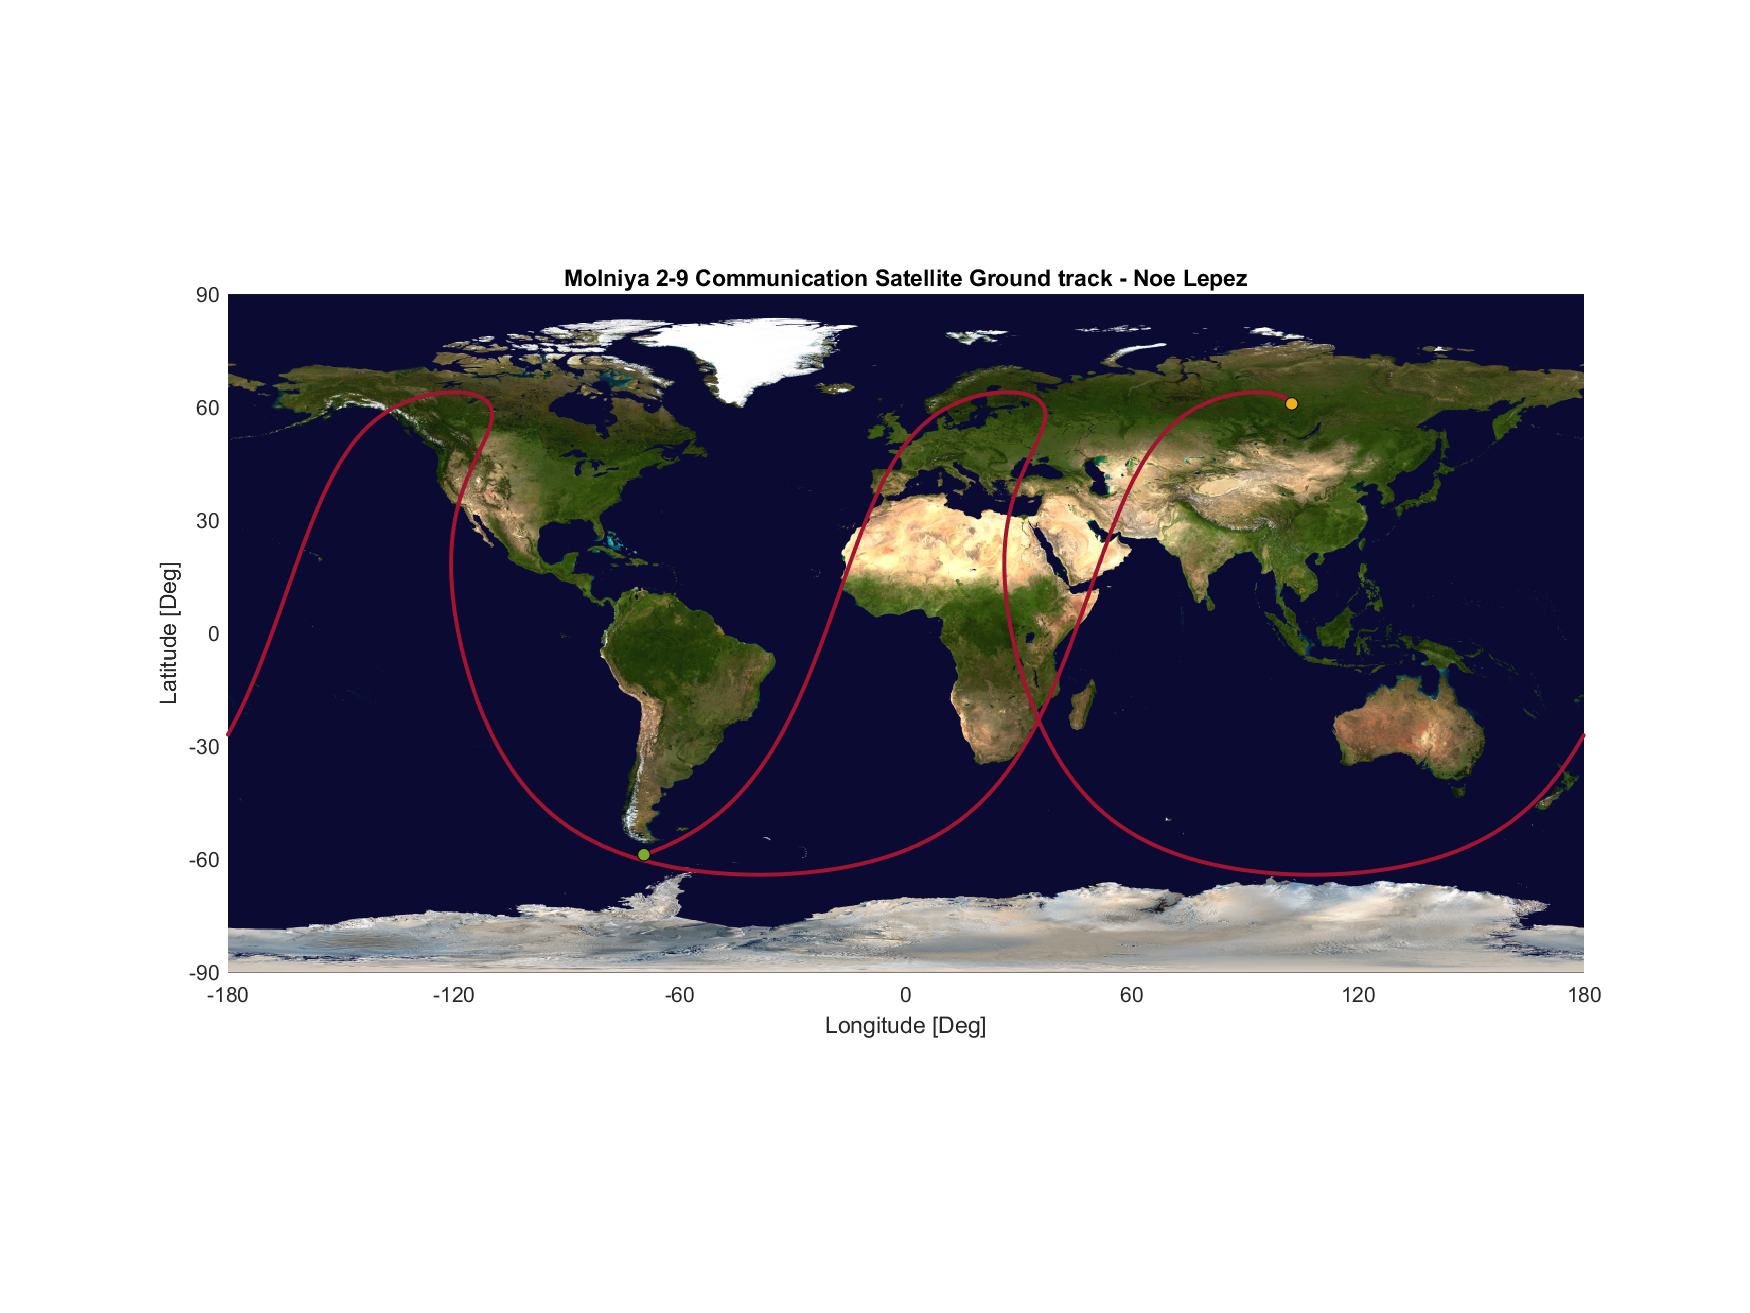 Molniya 2-9 Communication Satellite Ground track - Noe Lepez
90
60
30
0
-30
-60
-90
Latitude [Deg]
-180 -120 -60 0 60 120 180
Longitude [Deg]